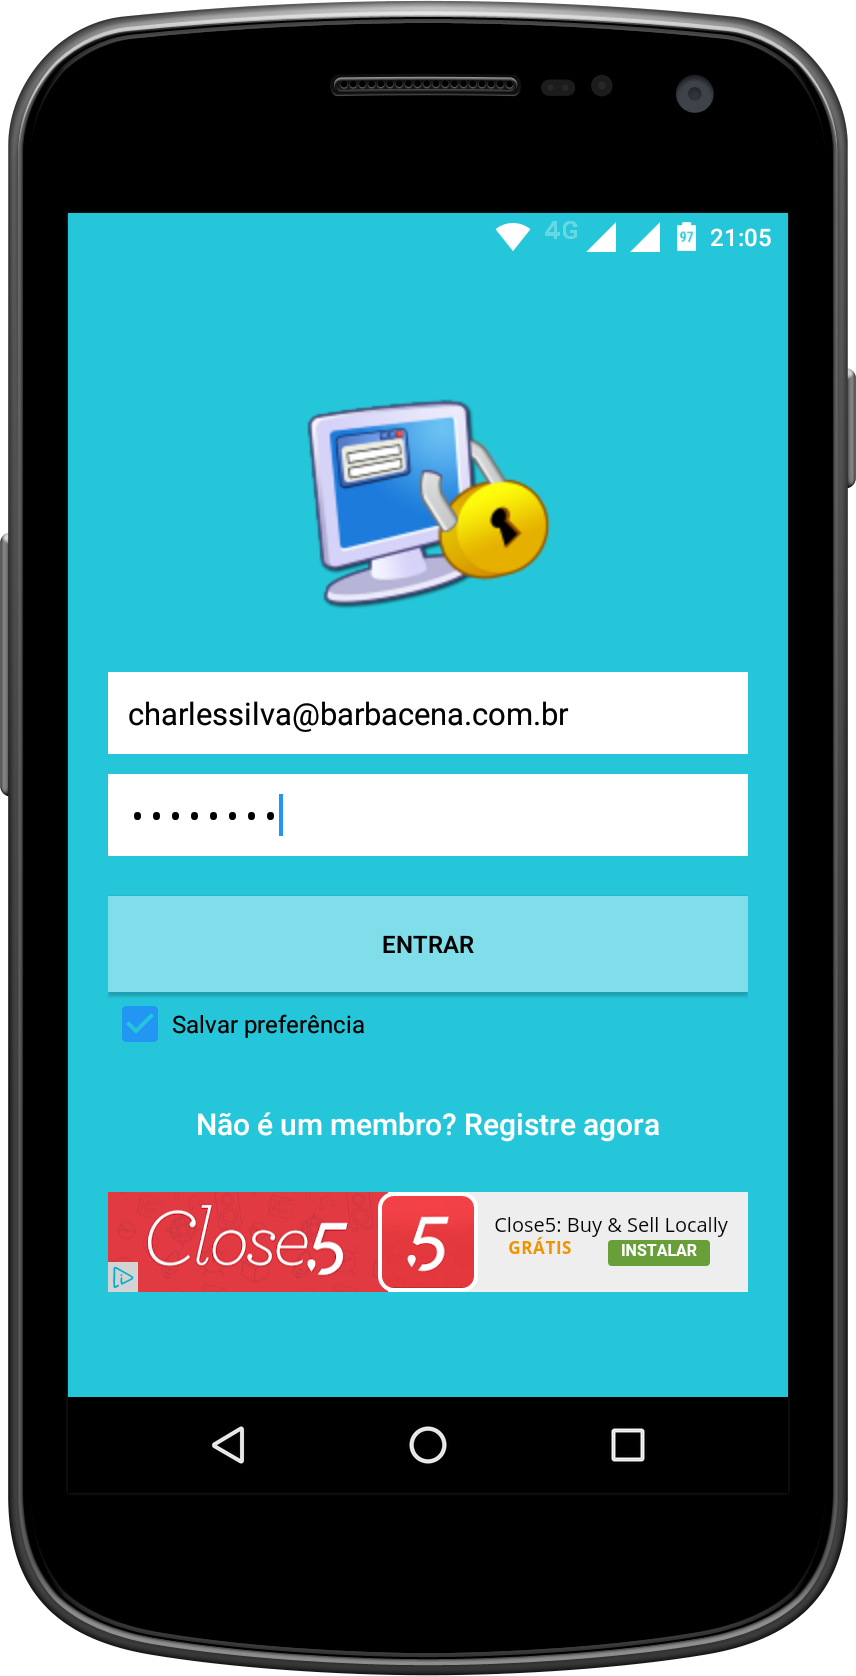 4G 97 21:05
charlessilva@barbacena.com.br
••••••••
ENTRAR
Salvar preferência
Não é um membro? Registre agora
Close5 5 Close5: Buy & Sell Locally
GRÁTIS INSTALAR